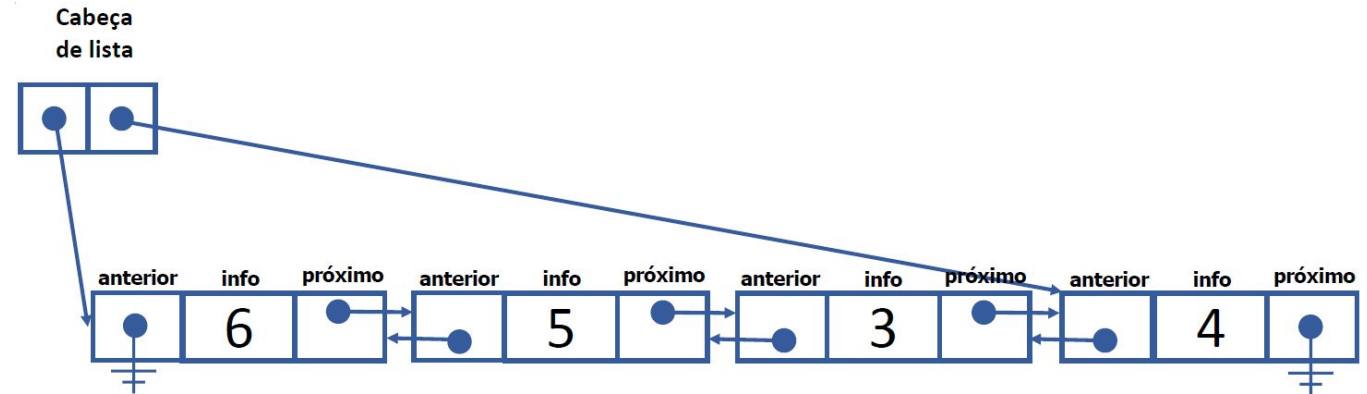 Cabeça
de lista
anterior info próximo anterior info próximo anterior info próximo anterior info próximo
6 5 3 4